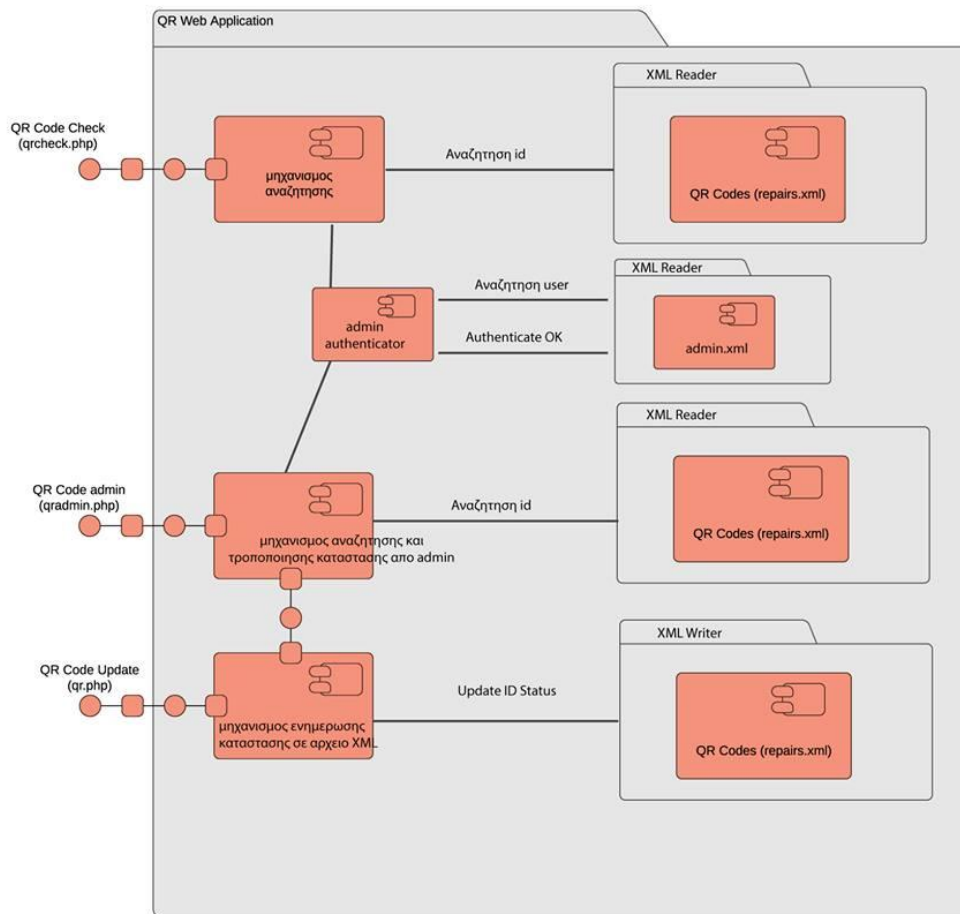 QR Web Application
XML Reader
QR Code Check
(qrcheck.php)
μηχανισμος
αναζητησης
Αναζητηση id
QR Codes (repairs.xml)
XML Reader
Αναζητηση user
admin
authenticator
Authenticate OK
admin.xml
XML Reader
QR Code admin
(qradmin.php)
Αναζητηση id
QR Codes (repairs.xml)
μηχανισμος αναζητησης και
τροποποιησης καταστασης απο admin
XML Writer
QR Code Update
(qr.php)
Update ID Status
μηχανισμος ενημερωσης
καταστασης σε αρχειο XML
QR Codes (repairs.xml)